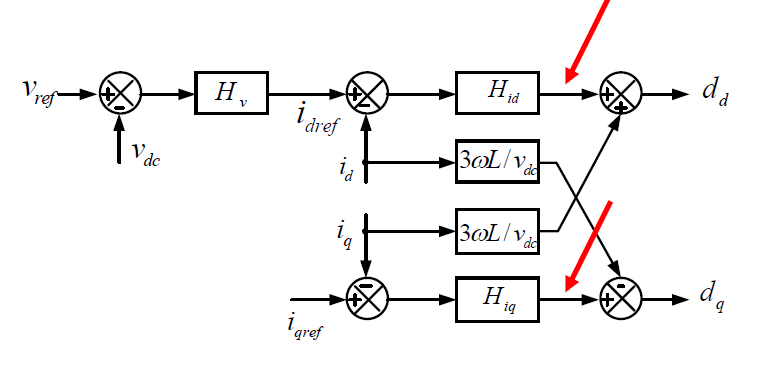 v_ref
+
-
v_dc
H_v
i_dref
+
-
H_id
+
+
d_d
i_d
3ωL/v_dc
i_q
3ωL/v_dc
-
+
i_qref
H_iq
-
+
d_q